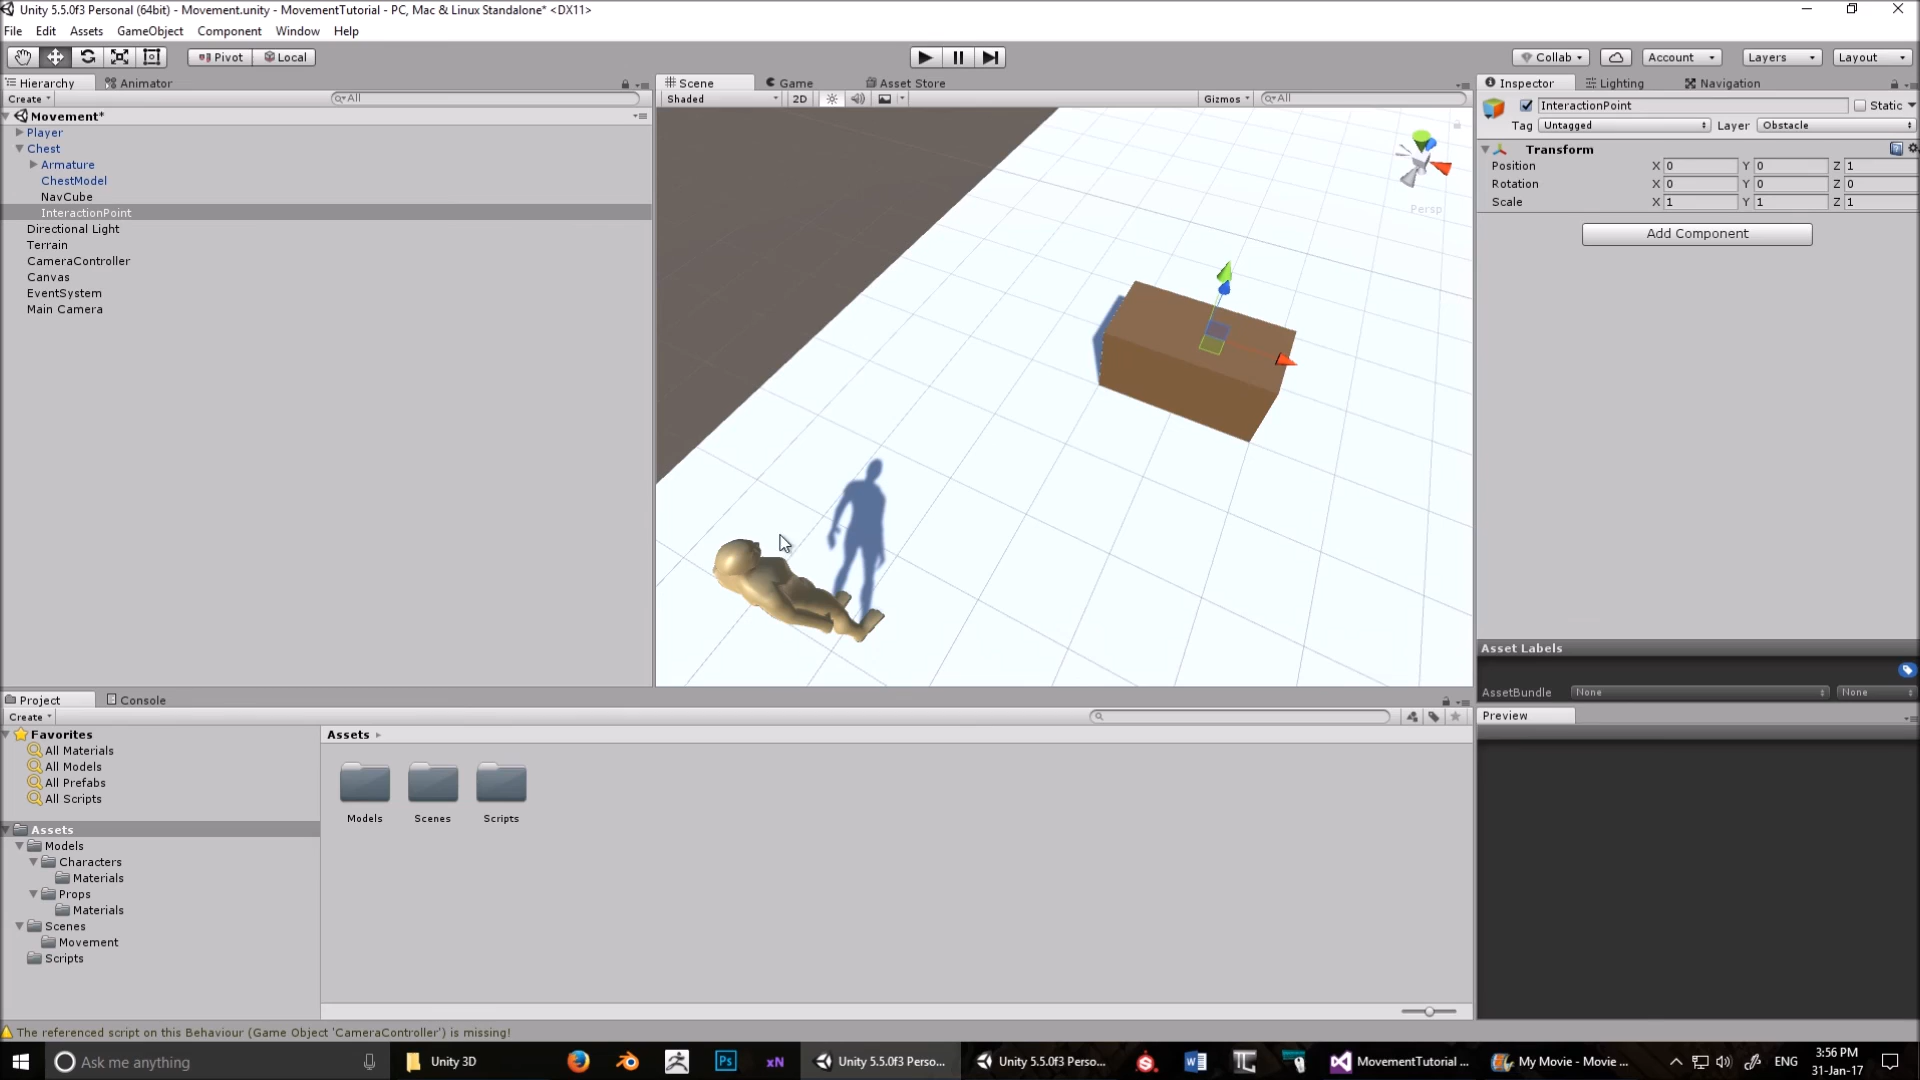 Unity 5.5.0f3 Personal (64bit) - Movement.unity - MovementTutorial - PC, Mac & Linux Standalone* <DX11>
File Edit Assets GameObject Component Window Help
Pivot Local Collab Account Layers Layout
Hierarchy Animator
Create All
Movement*
Player
Chest
Armature
ChestModel
NavCube
InteractionPoint
Directional Light
Terrain
CameraController
Canvas
EventSystem
Main Camera
Scene Game Asset Store
Shaded 2D Gizmos All
Persp
Inspector Lighting Navigation
InteractionPoint Static
Tag Untagged Layer Obstacle
Transform
Position X 0 Y 0 Z 1
Rotation X 0 Y 0 Z 0
Scale X 1 Y 1 Z 1
Add Component
Asset Labels
AssetBundle None None
Preview
Project Console
Create
Favorites
All Materials
All Models
All Prefabs
All Scripts
Assets
Models
Characters
Materials
Props
Materials
Scenes
Movement
Scripts
Assets
Models Scenes Scripts
The referenced script on this Behaviour (Game Object 'CameraController') is missing!
Ask me anything Unity 3D Ps xN Unity 5.5.0f3 Perso... Unity 5.5.0f3 Perso... MovementTutorial ... My Movie - Movie ... ENG 3:56 PM
31-Jan-17